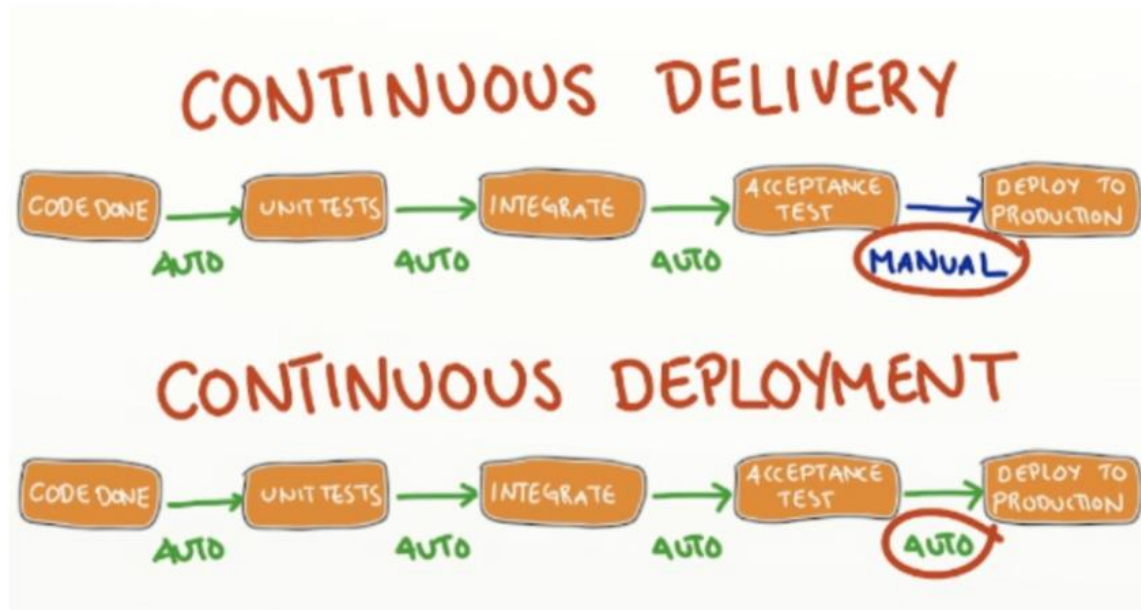 CONTINUOUS DELIVERY
CODE DONE
UNIT TESTS
INTEGRATE
ACCEPTANCE
TEST
DEPLOY TO
PRODUCTION
AUTO
AUTO
AUTO
MANUAL
CONTINUOUS DEPLOYMENT
CODE DONE
UNIT TESTS
INTEGRATE
ACCEPTANCE
TEST
DEPLOY TO
PRODUCTION
AUTO
AUTO
AUTO
AUTO